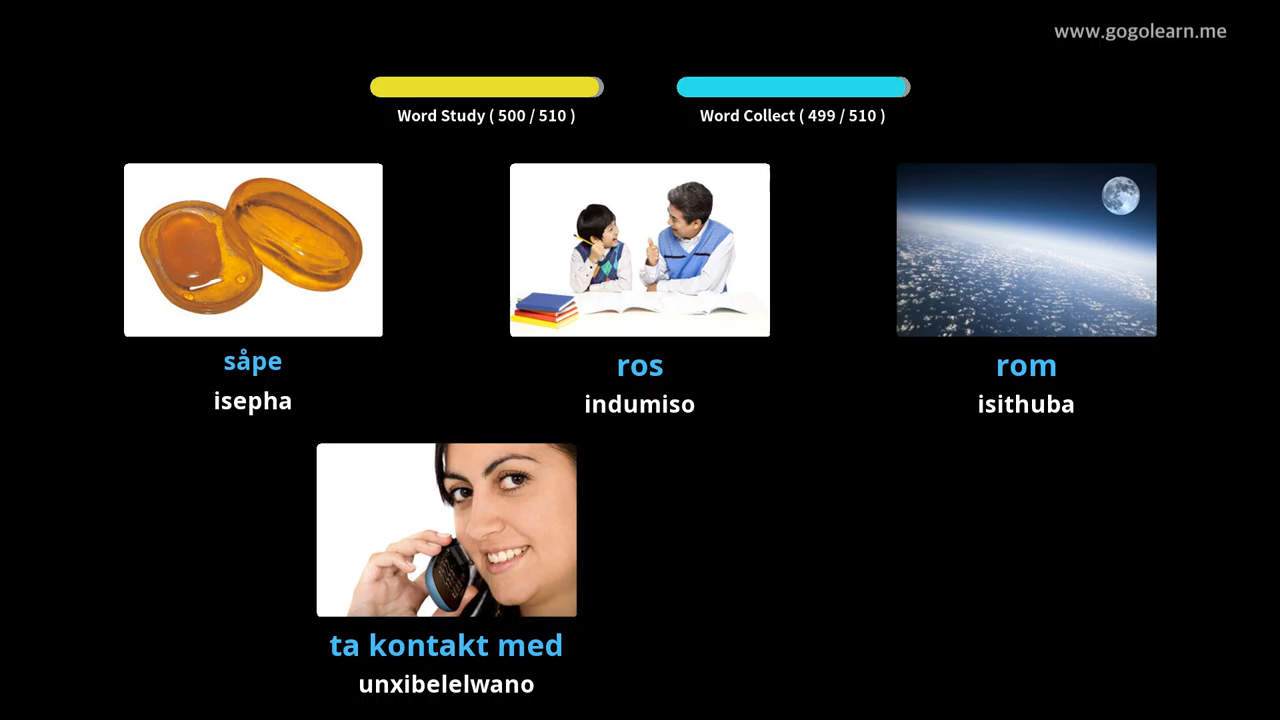 www.gogolearn.me
Word Study ( 500 / 510 )
Word Collect ( 499 / 510 )
såpe
isepha
ros
indumiso
rom
isithuba
ta kontakt med
unxibelelwano